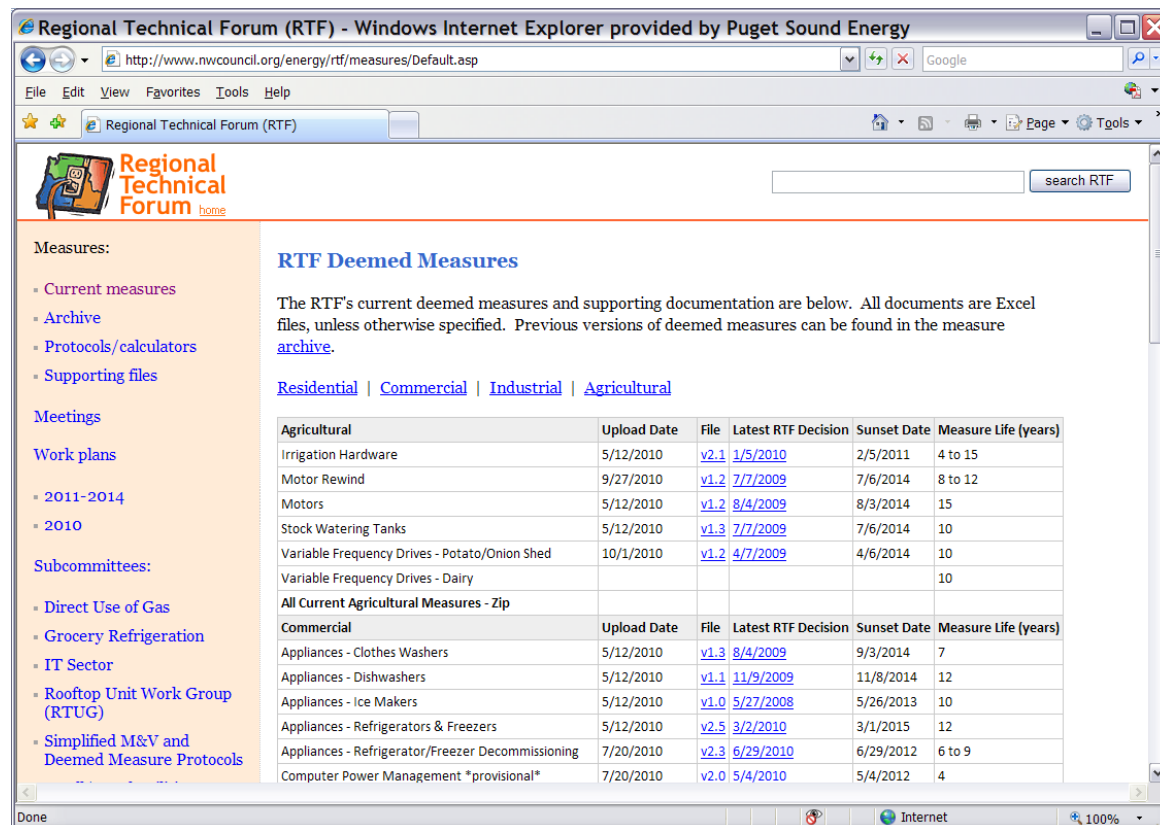 Regional Technical Forum (RTF) - Windows Internet Explorer provided by Puget Sound Energy
http://www.nwcouncil.org/energy/rtf/measures/Default.asp
Google
File Edit View Favorites Tools Help
Regional Technical Forum (RTF)
Page Tools
Regional
Technical
Forum home
search RTF
Measures:
Current measures
Archive
Protocols/calculators
Supporting files
Meetings
Work plans
2011-2014
2010
Subcommittees:
Direct Use of Gas
Grocery Refrigeration
IT Sector
Rooftop Unit Work Group
(RTUG)
Simplified M&V and
Deemed Measure Protocols
RTF Deemed Measures
The RTF's current deemed measures and supporting documentation are below. All documents are Excel
files, unless otherwise specified. Previous versions of deemed measures can be found in the measure
archive.
Residential | Commercial | Industrial | Agricultural
Agricultural Upload Date File Latest RTF Decision Sunset Date Measure Life (years)
Irrigation Hardware 5/12/2010 v2.1 1/5/2010 2/5/2011 4 to 15
Motor Rewind 9/27/2010 v1.2 7/7/2009 7/6/2014 8 to 12
Motors 5/12/2010 v1.2 8/4/2009 8/3/2014 15
Stock Watering Tanks 5/12/2010 v1.3 7/7/2009 7/6/2014 10
Variable Frequency Drives - Potato/Onion Shed 10/1/2010 v1.2 4/7/2009 4/6/2014 10
Variable Frequency Drives - Dairy 10
All Current Agricultural Measures - Zip
Commercial Upload Date File Latest RTF Decision Sunset Date Measure Life (years)
Appliances - Clothes Washers 5/12/2010 v1.3 8/4/2009 9/3/2014 7
Appliances - Dishwashers 5/12/2010 v1.1 11/9/2009 11/8/2014 12
Appliances - Ice Makers 5/12/2010 v1.0 5/27/2008 5/26/2013 10
Appliances - Refrigerators & Freezers 5/12/2010 v2.5 3/2/2010 3/1/2015 12
Appliances - Refrigerator/Freezer Decommissioning 7/20/2010 v2.3 6/29/2010 6/29/2012 6 to 9
Computer Power Management *provisional* 7/20/2010 v2.0 5/4/2010 5/4/2012 4
Done Internet 100%